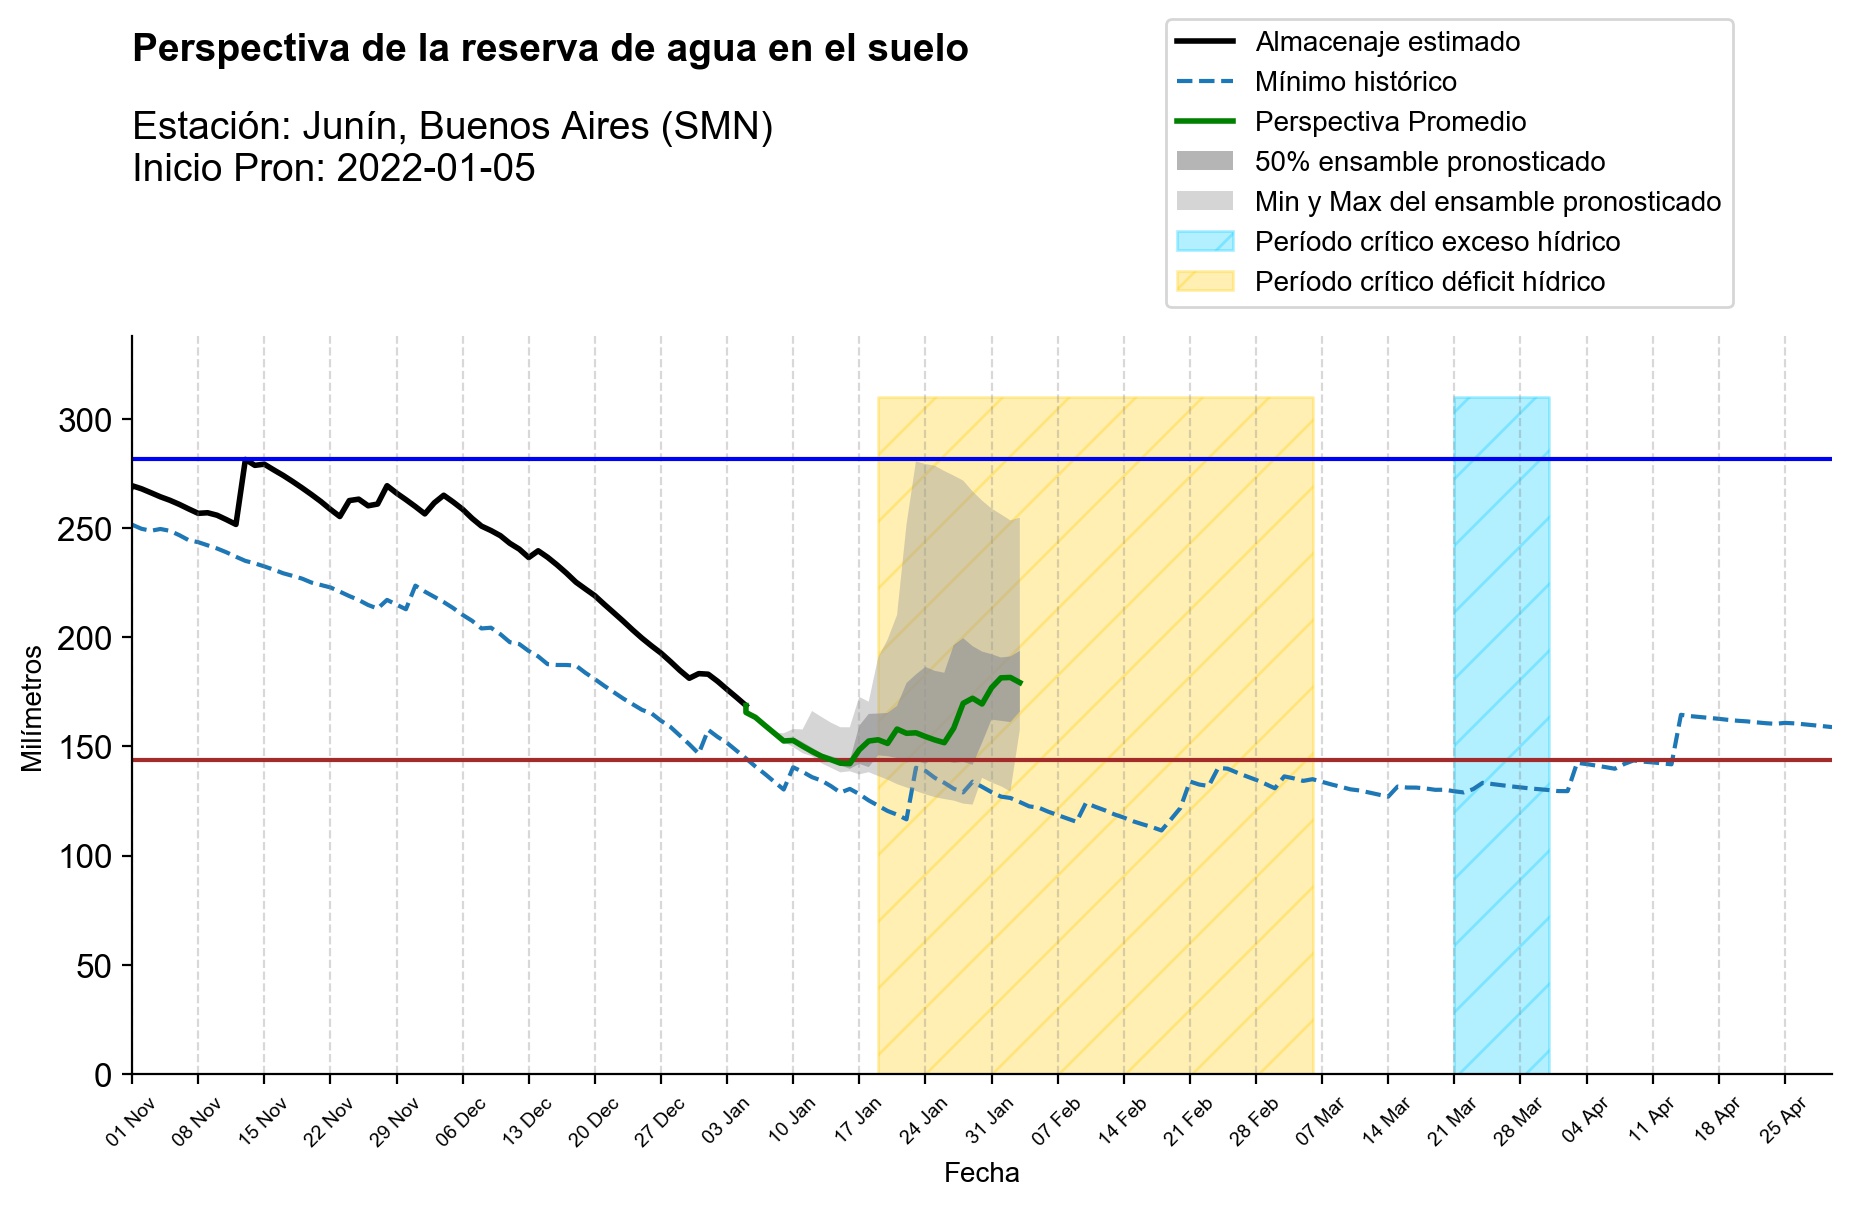 Perspectiva de la reserva de agua en el suelo
Estación: Junín, Buenos Aires (SMN)
Inicio Pron: 2022-01-05
Almacenaje estimado
Mínimo histórico
Perspectiva Promedio
50% ensamble pronosticado
Min y Max del ensamble pronosticado
Período crítico exceso hídrico
Período crítico déficit hídrico
300
250
200
150
100
50
0
Milímetros
01 Nov
08 Nov
15 Nov
22 Nov
29 Nov
06 Dec
13 Dec
20 Dec
27 Dec
03 Jan
10 Jan
17 Jan
24 Jan
31 Jan
07 Feb
14 Feb
21 Feb
28 Feb
07 Mar
14 Mar
21 Mar
28 Mar
04 Apr
11 Apr
18 Apr
25 Apr
Fecha